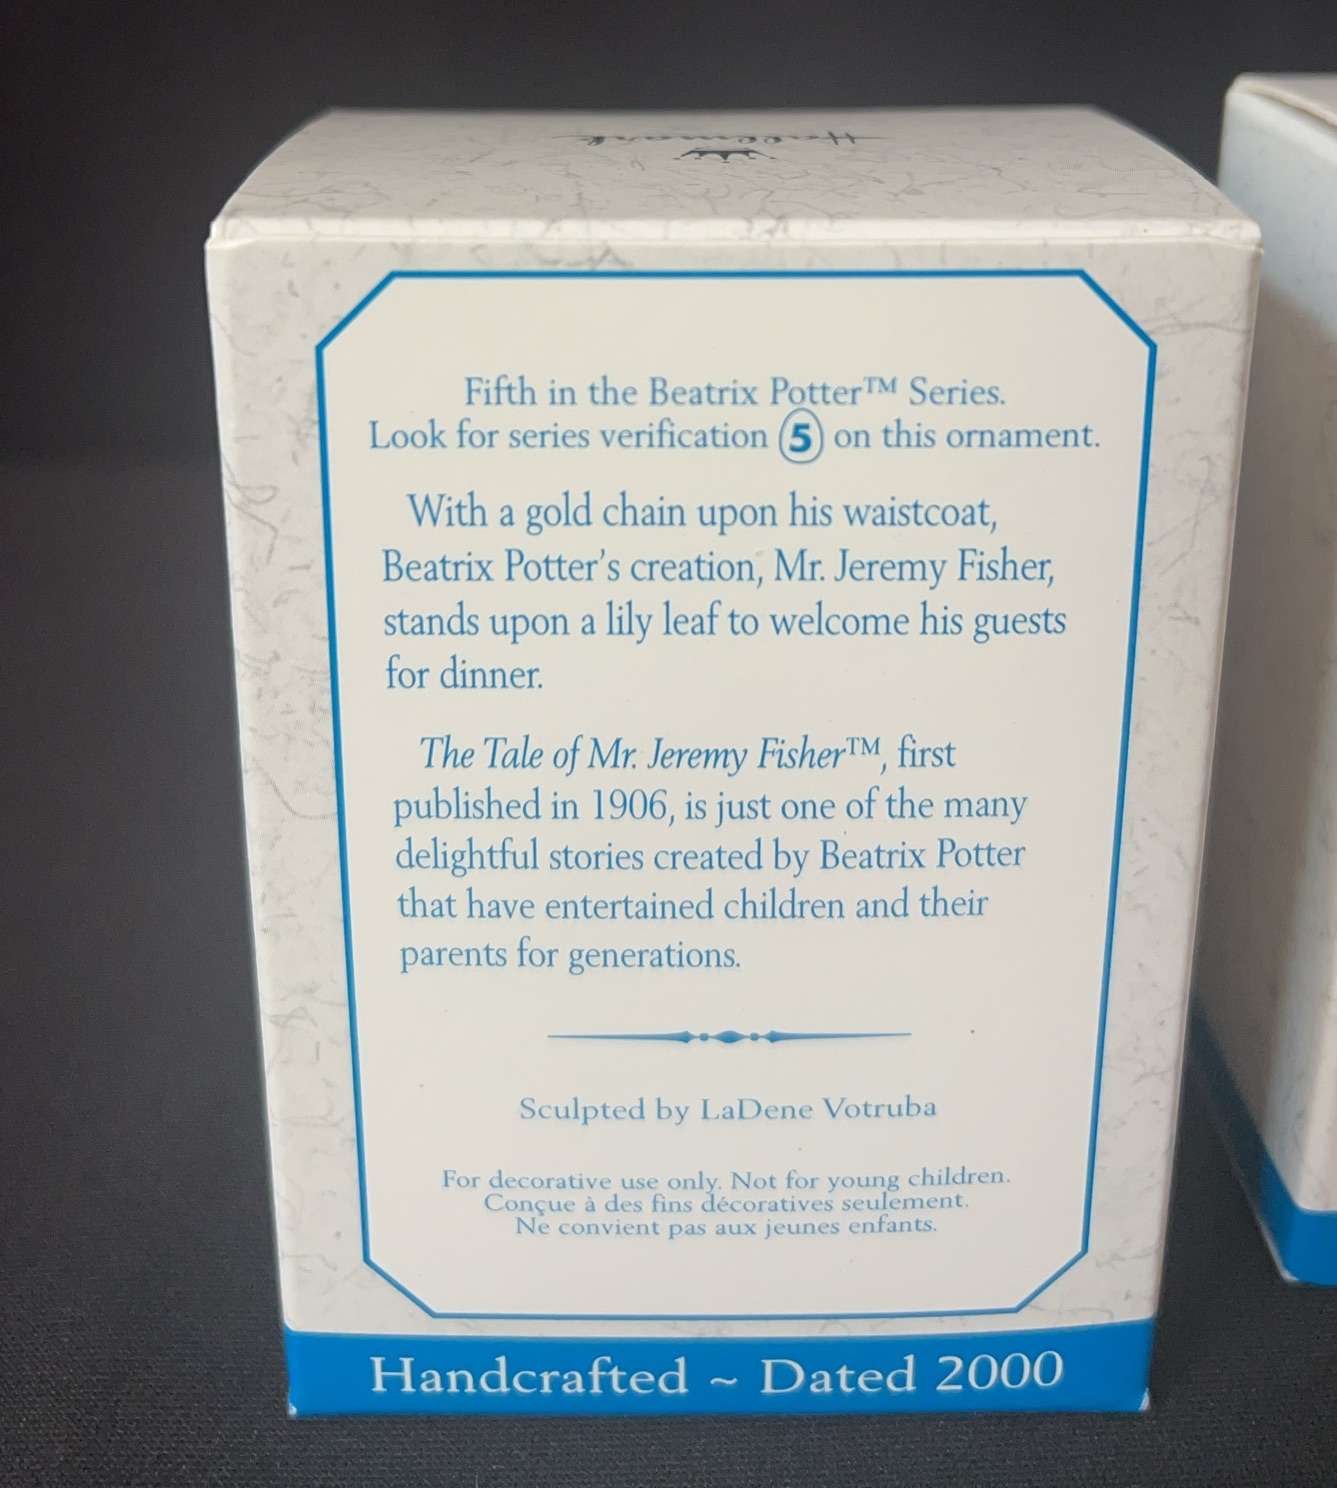 Hallmark
Fifth in the Beatrix Potter™ Series.
Look for series verification 5 on this ornament.
With a gold chain upon his waistcoat,
Beatrix Potter's creation, Mr. Jeremy Fisher,
stands upon a lily leaf to welcome his guests
for dinner.
The Tale of Mr. Jeremy Fisher™, first
published in 1906, is just one of the many
delightful stories created by Beatrix Potter
that have entertained children and their
parents for generations.
Sculpted by LaDene Votruba
For decorative use only. Not for young children.
Conçue à des fins décoratives seulement.
Ne convient pas aux jeunes enfants.
Handcrafted ~ Dated 2000